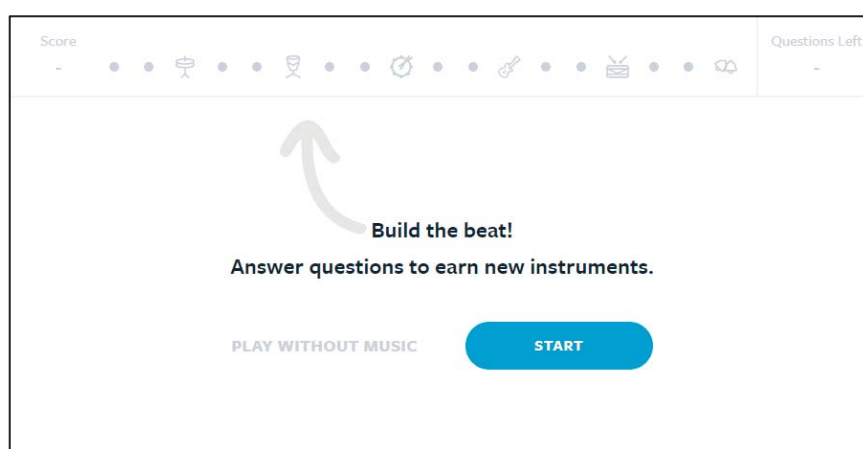 Score
-
Questions Left
-
Build the beat!
Answer questions to earn new instruments.
PLAY WITHOUT MUSIC
START